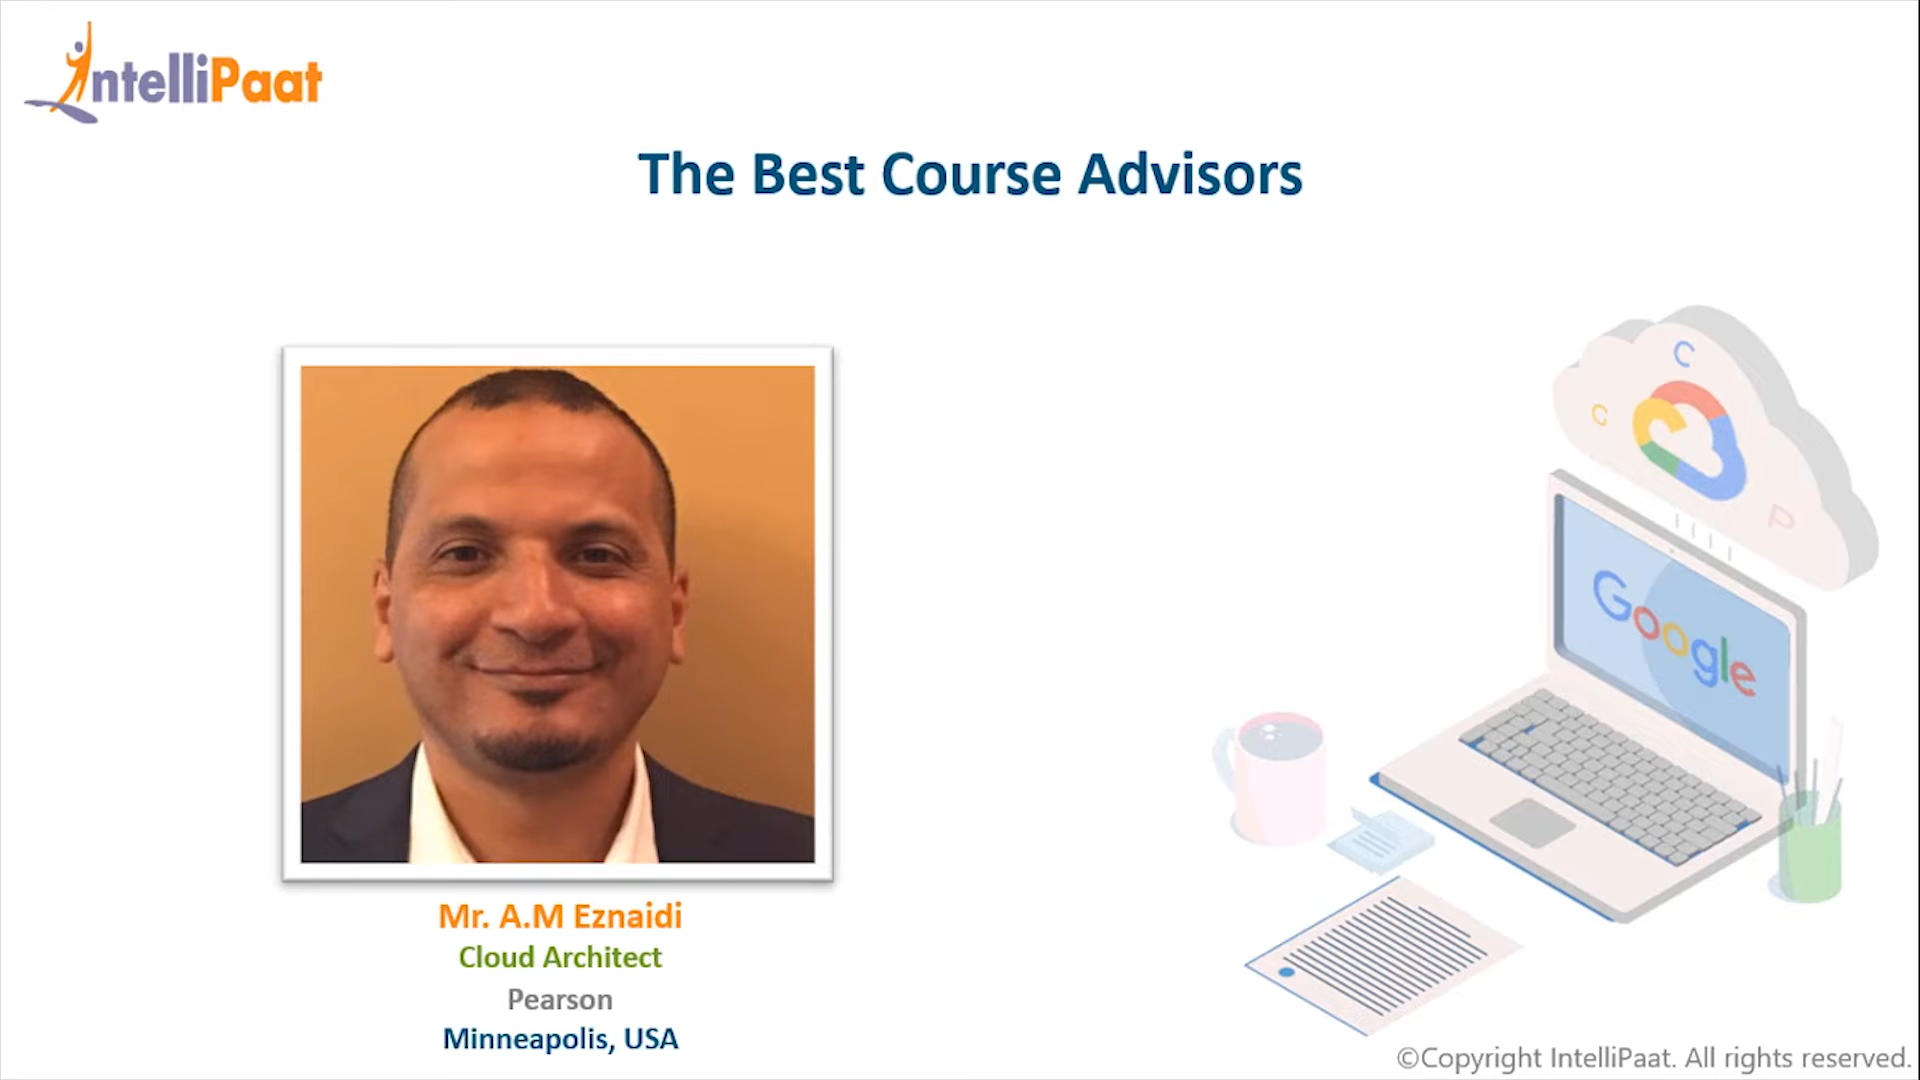 IntelliPaat
The Best Course Advisors
C
C
P
Google
Mr. A.M Eznaidi
Cloud Architect
Pearson
Minneapolis, USA
©Copyright IntelliPaat. All rights reserved.